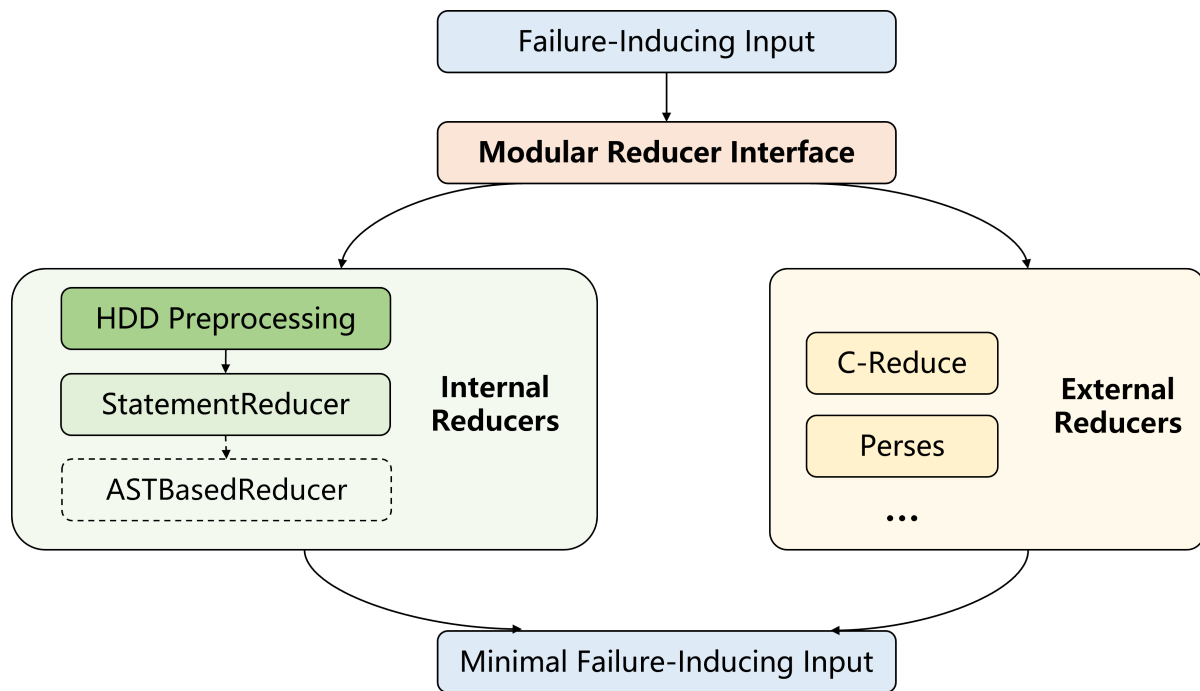 Failure-Inducing Input
Modular Reducer Interface
HDD Preprocessing
StatementReducer
ASTBasedReducer
Internal
Reducers
C-Reduce
Perses
...
External
Reducers
Minimal Failure-Inducing Input